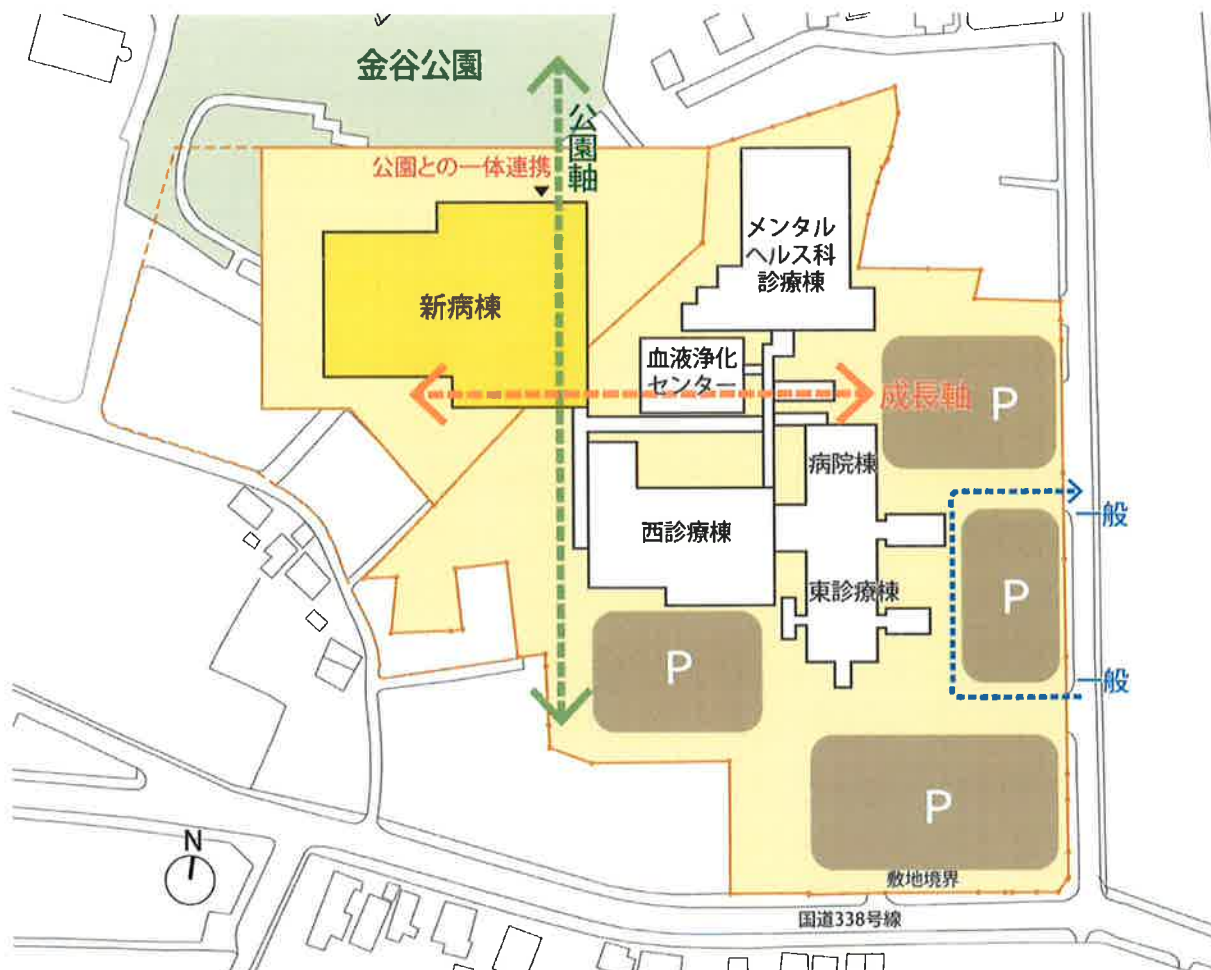 金谷公園
公園軸
公園との一体連携
メンタル
ヘルス科
診療棟
新病棟
血液浄化
センター
成長軸
P
病院棟
一般
西診療棟
東診療棟
P
P
一般
P
N
敷地境界
国道338号線